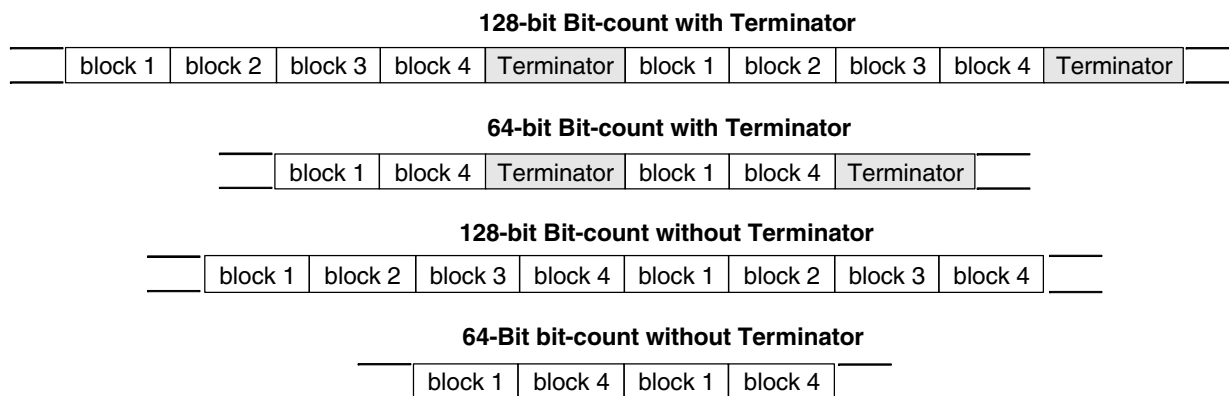 128-bit Bit-count with Terminator
block 1 block 2 block 3 block 4 Terminator block 1 block 2 block 3 block 4 Terminator
64-bit Bit-count with Terminator
block 1 block 4 Terminator block 1 block 4 Terminator
128-bit Bit-count without Terminator
block 1 block 2 block 3 block 4 block 1 block 2 block 3 block 4
64-Bit bit-count without Terminator
block 1 block 4 block 1 block 4